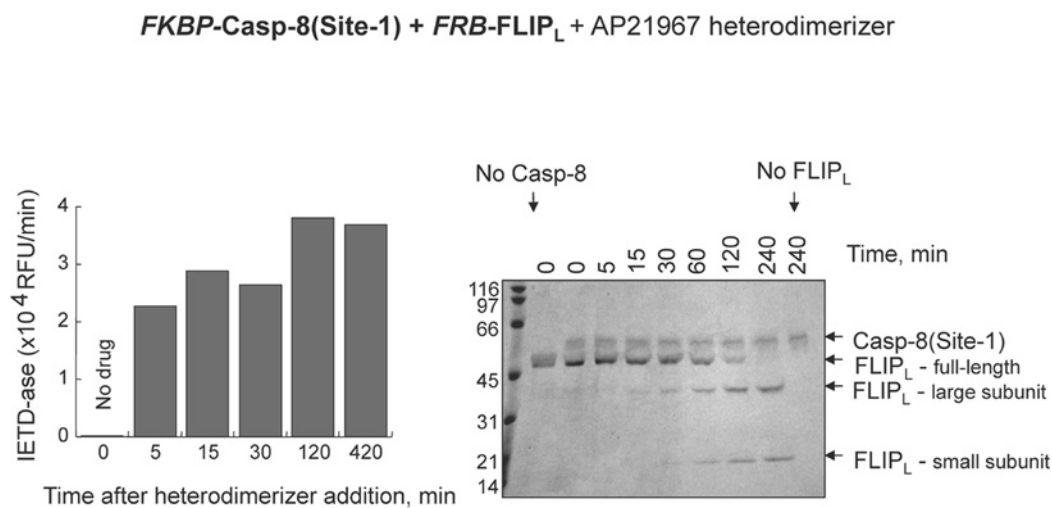 FKBP-Casp-8(Site-1) + FRB-FLIPL + AP21967 heterodimerizer
IETD-ase (x10⁴ RFU/min)
4
3
2
1
0
No drug
0 5 15 30 120 420
Time after heterodimerizer addition, min
No Casp-8
No FLIPL
0 0 5 15 30 60 120 240 240 Time, min
116
97
66
45
31
21
14
Casp-8(Site-1)
FLIPL - full-length
FLIPL - large subunit
FLIPL - small subunit